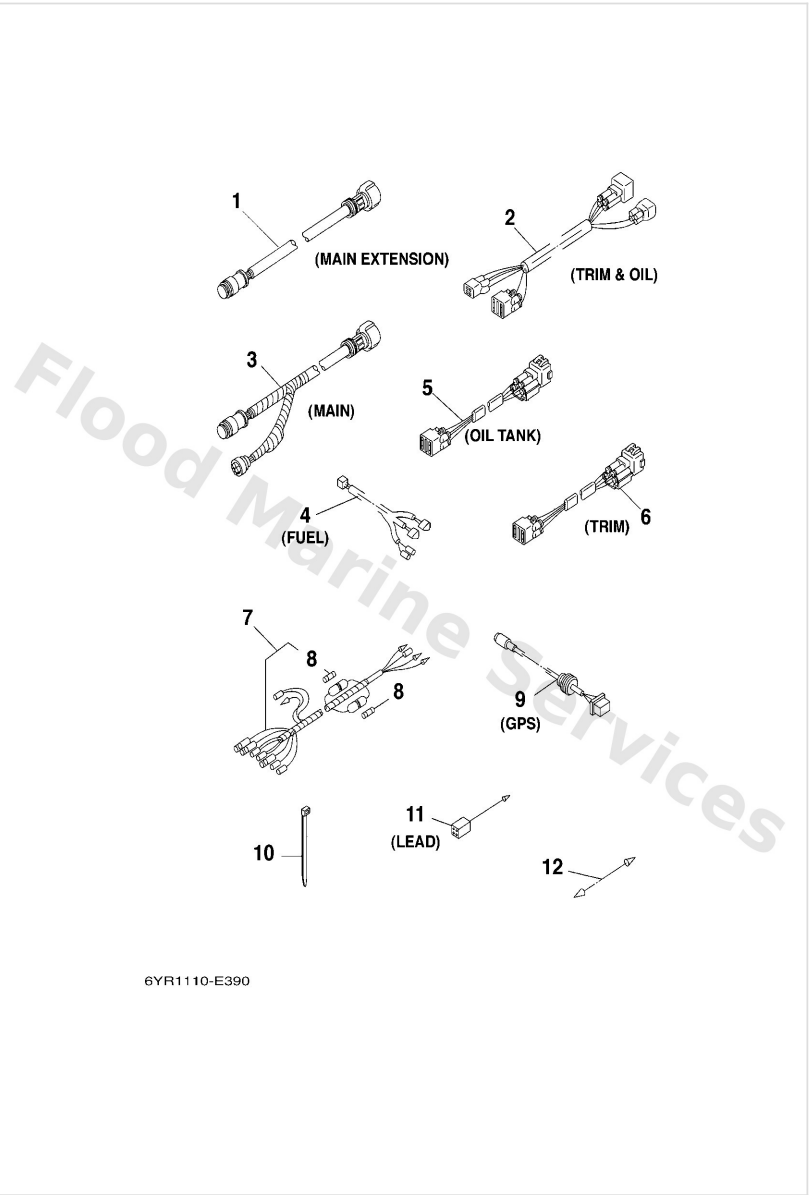 1
(MAIN EXTENSION)
2
(TRIM & OIL)
3
(MAIN)
5
(OIL TANK)
4
(FUEL)
6
(TRIM)
7
8
8
9
(GPS)
10
11
(LEAD)
12
6YR1110-E390
Flood Marine Services